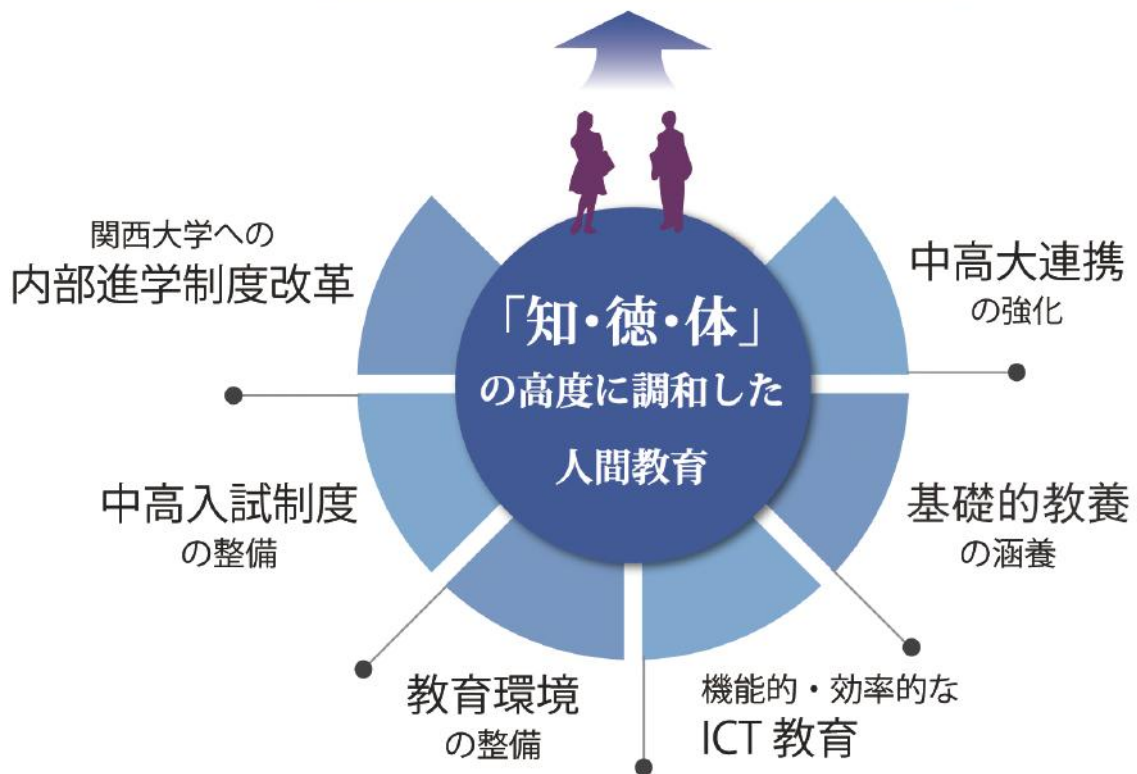 関西大学への
内部進学制度改革
中高大連携
の強化
「知・徳・体」
の高度に調和した
人間教育
中高入試制度
の整備
基礎的教養
の涵養
教育環境
の整備
機能的・効率的な
ICT 教育